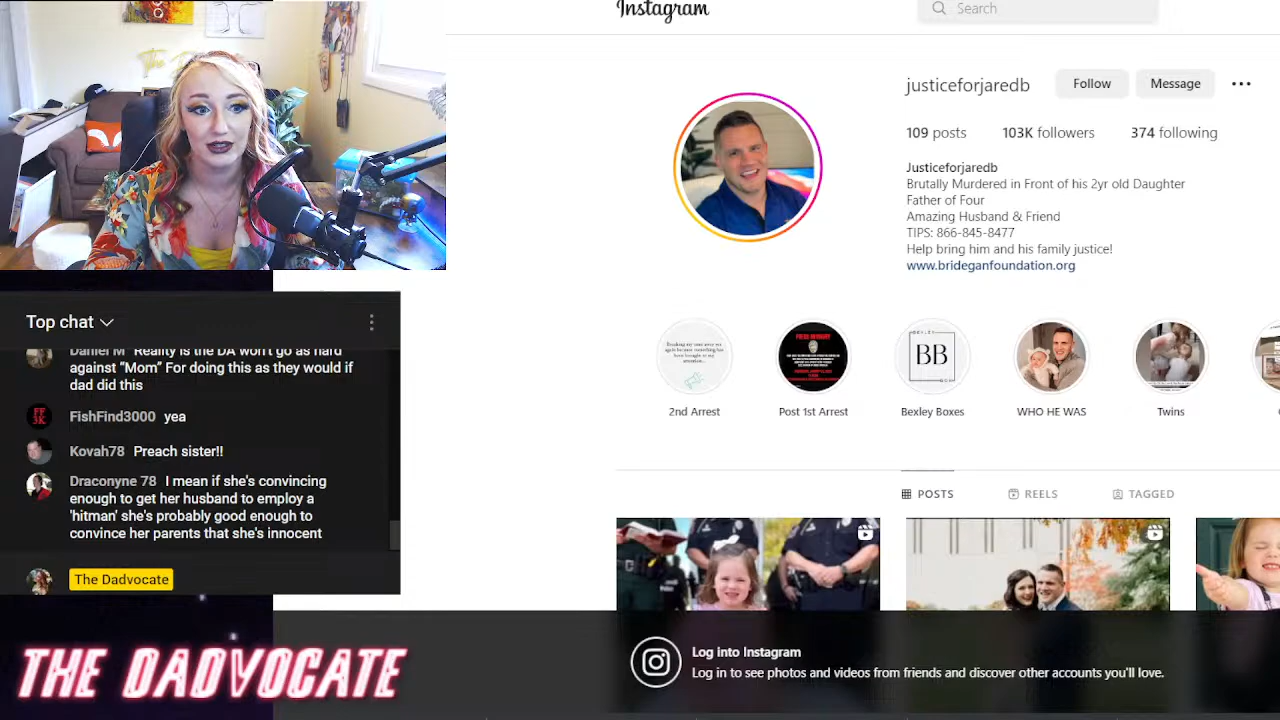 Instagram
Search
justiceforjaredb
Follow
Message
109 posts
103K followers
374 following
Justiceforjaredb
Brutally Murdered in Front of his 2yr old Daughter
Father of Four
Amazing Husband & Friend
TIPS: 866-845-8477
Help bring him and his family justice!
www.brideganfoundation.org
Top chat
Daniel M Reality is the DA won't go as hard
against "Mom" For doing this as they would if
dad did this
FishFind3000 yea
Kovah78 Preach sister!!
Draconyne 78 I mean if she's convincing
enough to get her husband to employ a
'hitman' she's probably good enough to
convince her parents that she's innocent
The Dadvocate
BB
2nd Arrest
Post 1st Arrest
Bexley Boxes
WHO HE WAS
Twins
POSTS
REELS
TAGGED
THE DADVOCATE
Log into Instagram
Log in to see photos and videos from friends and discover other accounts you'll love.